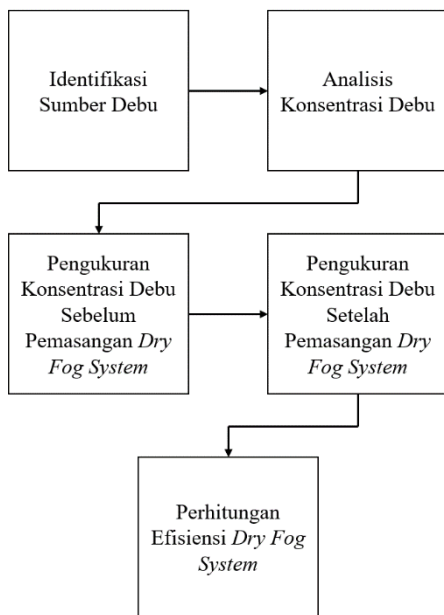 Identifikasi
Sumber Debu
Analisis
Konsentrasi Debu
Pengukuran
Konsentrasi Debu
Sebelum
Pemasangan Dry
Fog System
Pengukuran
Konsentrasi Debu
Setelah
Pemasangan Dry
Fog System
Perhitungan
Efisiensi Dry Fog
System